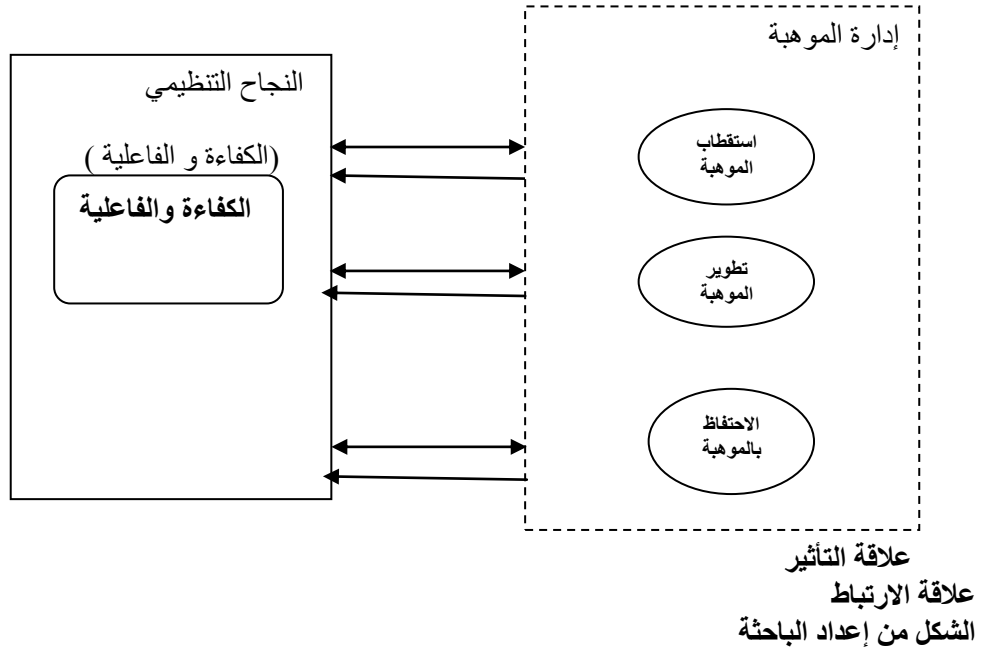 إدارة الموهبة
استقطاب
الموهبة
تطوير
الموهبة
الاحتفاظ
بالموهبة
النجاح التنظيمي
(الكفاءة و الفاعلية )
الكفاءة والفاعلية
علاقة التأثير
علاقة الارتباط
الشكل من إعداد الباحثة